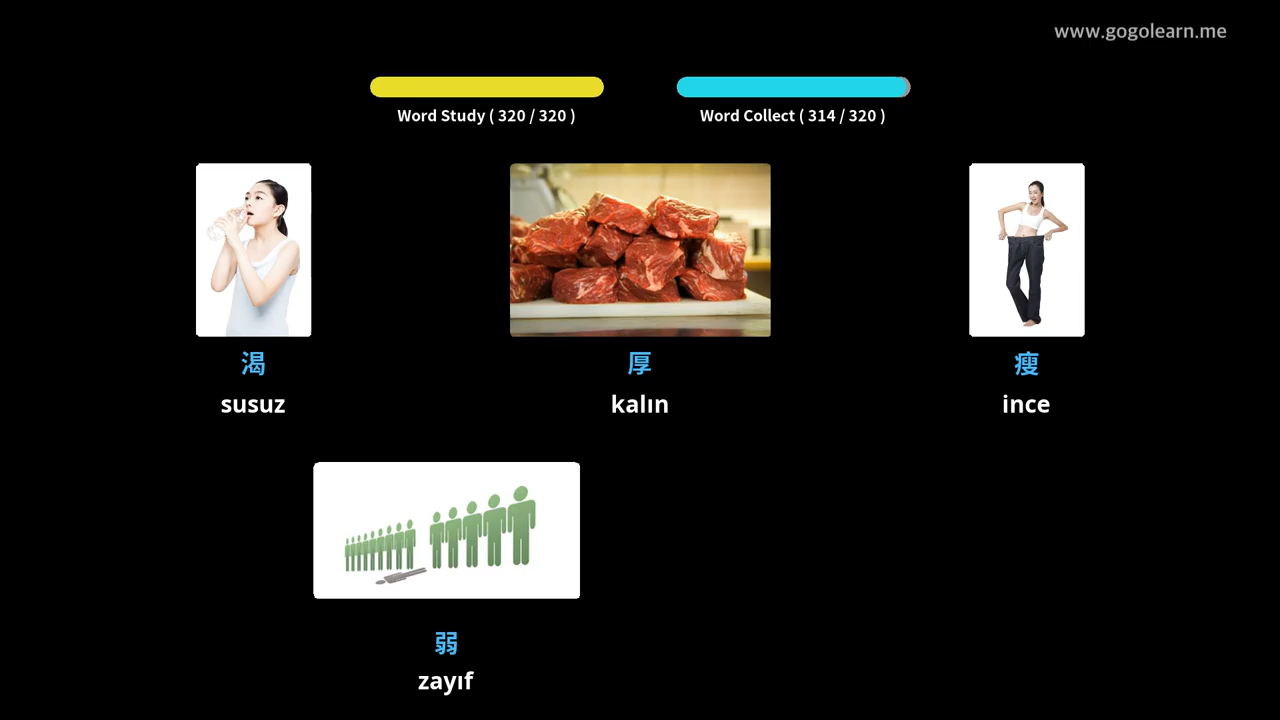 www.gogolearn.me
Word Study ( 320 / 320 )
Word Collect ( 314 / 320 )
渴
susuz
厚
kalın
瘦
ince
弱
zayıf